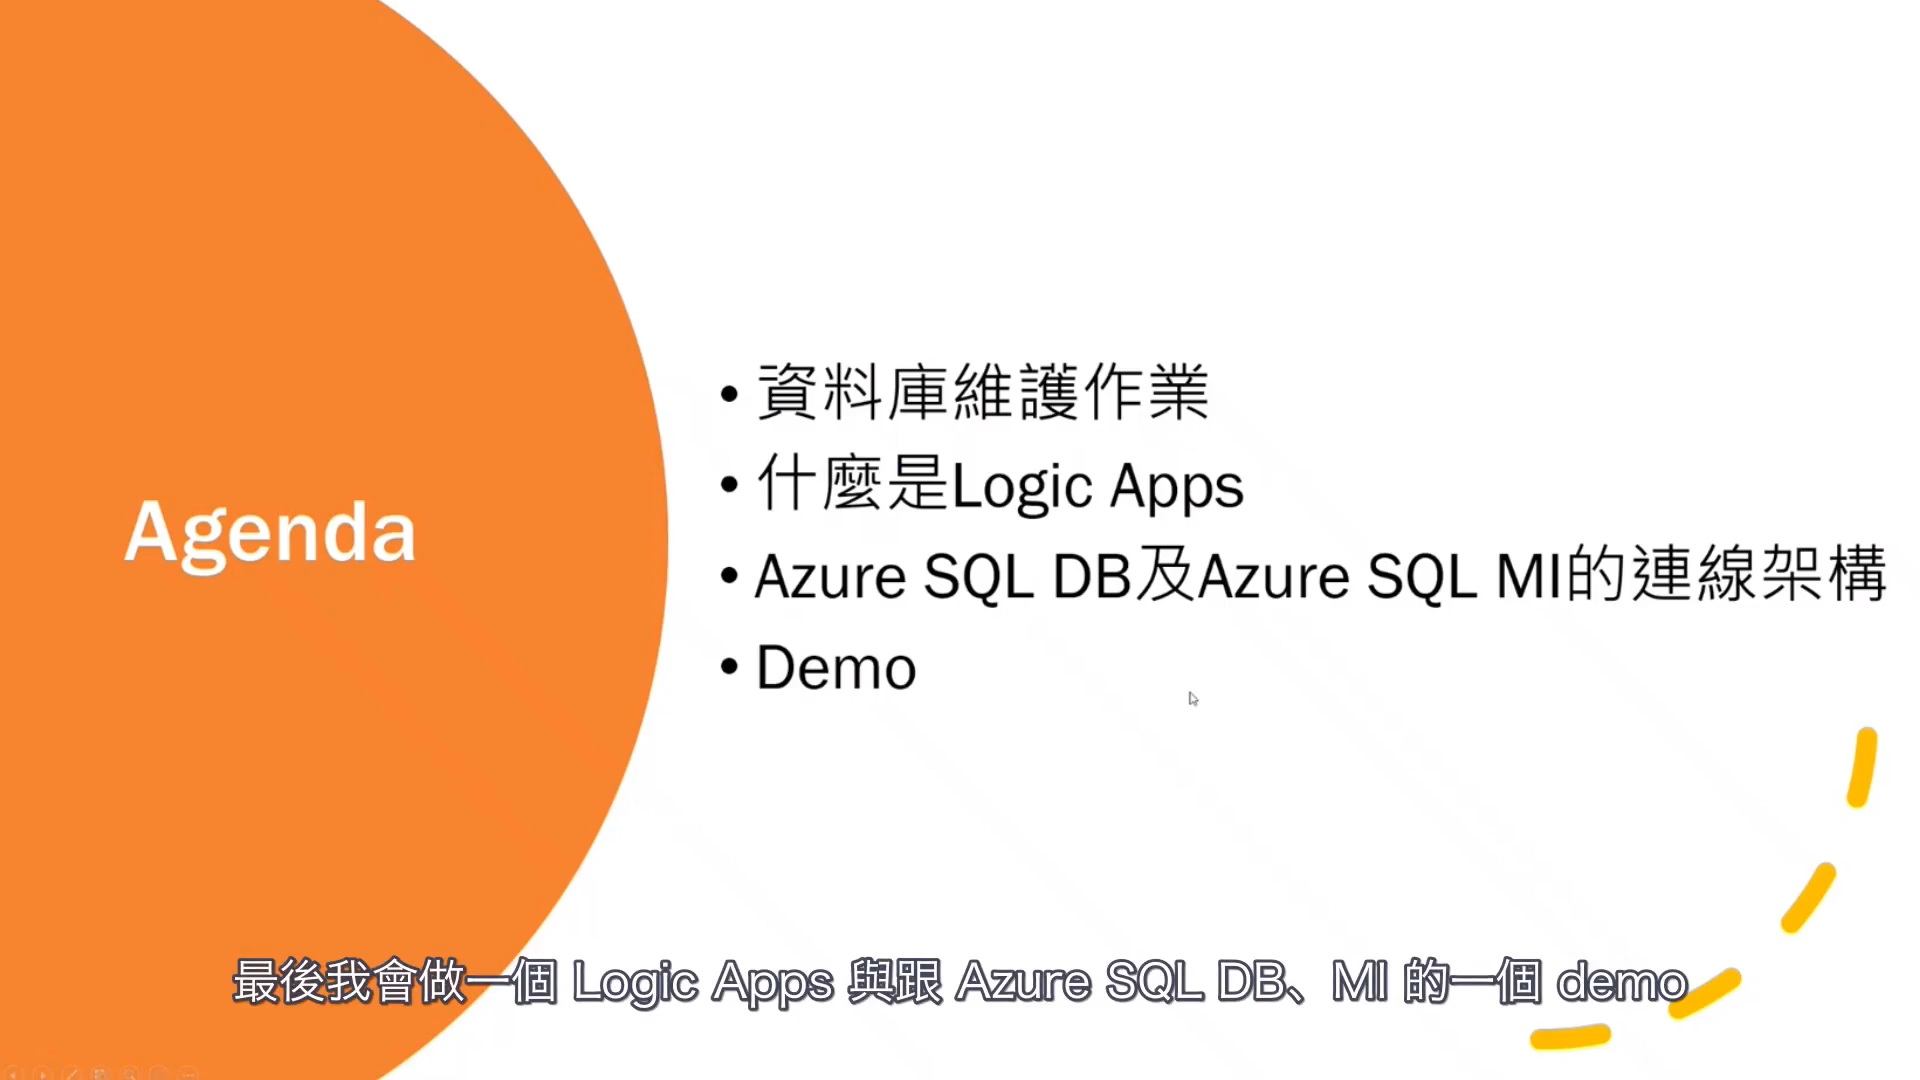 Agenda
• 資料庫維護作業
• 什麼是Logic Apps
• Azure SQL DB及Azure SQL MI的連線架構
• Demo
最後我會做一個 Logic Apps 與跟 Azure SQL DB、MI 的一個 demo